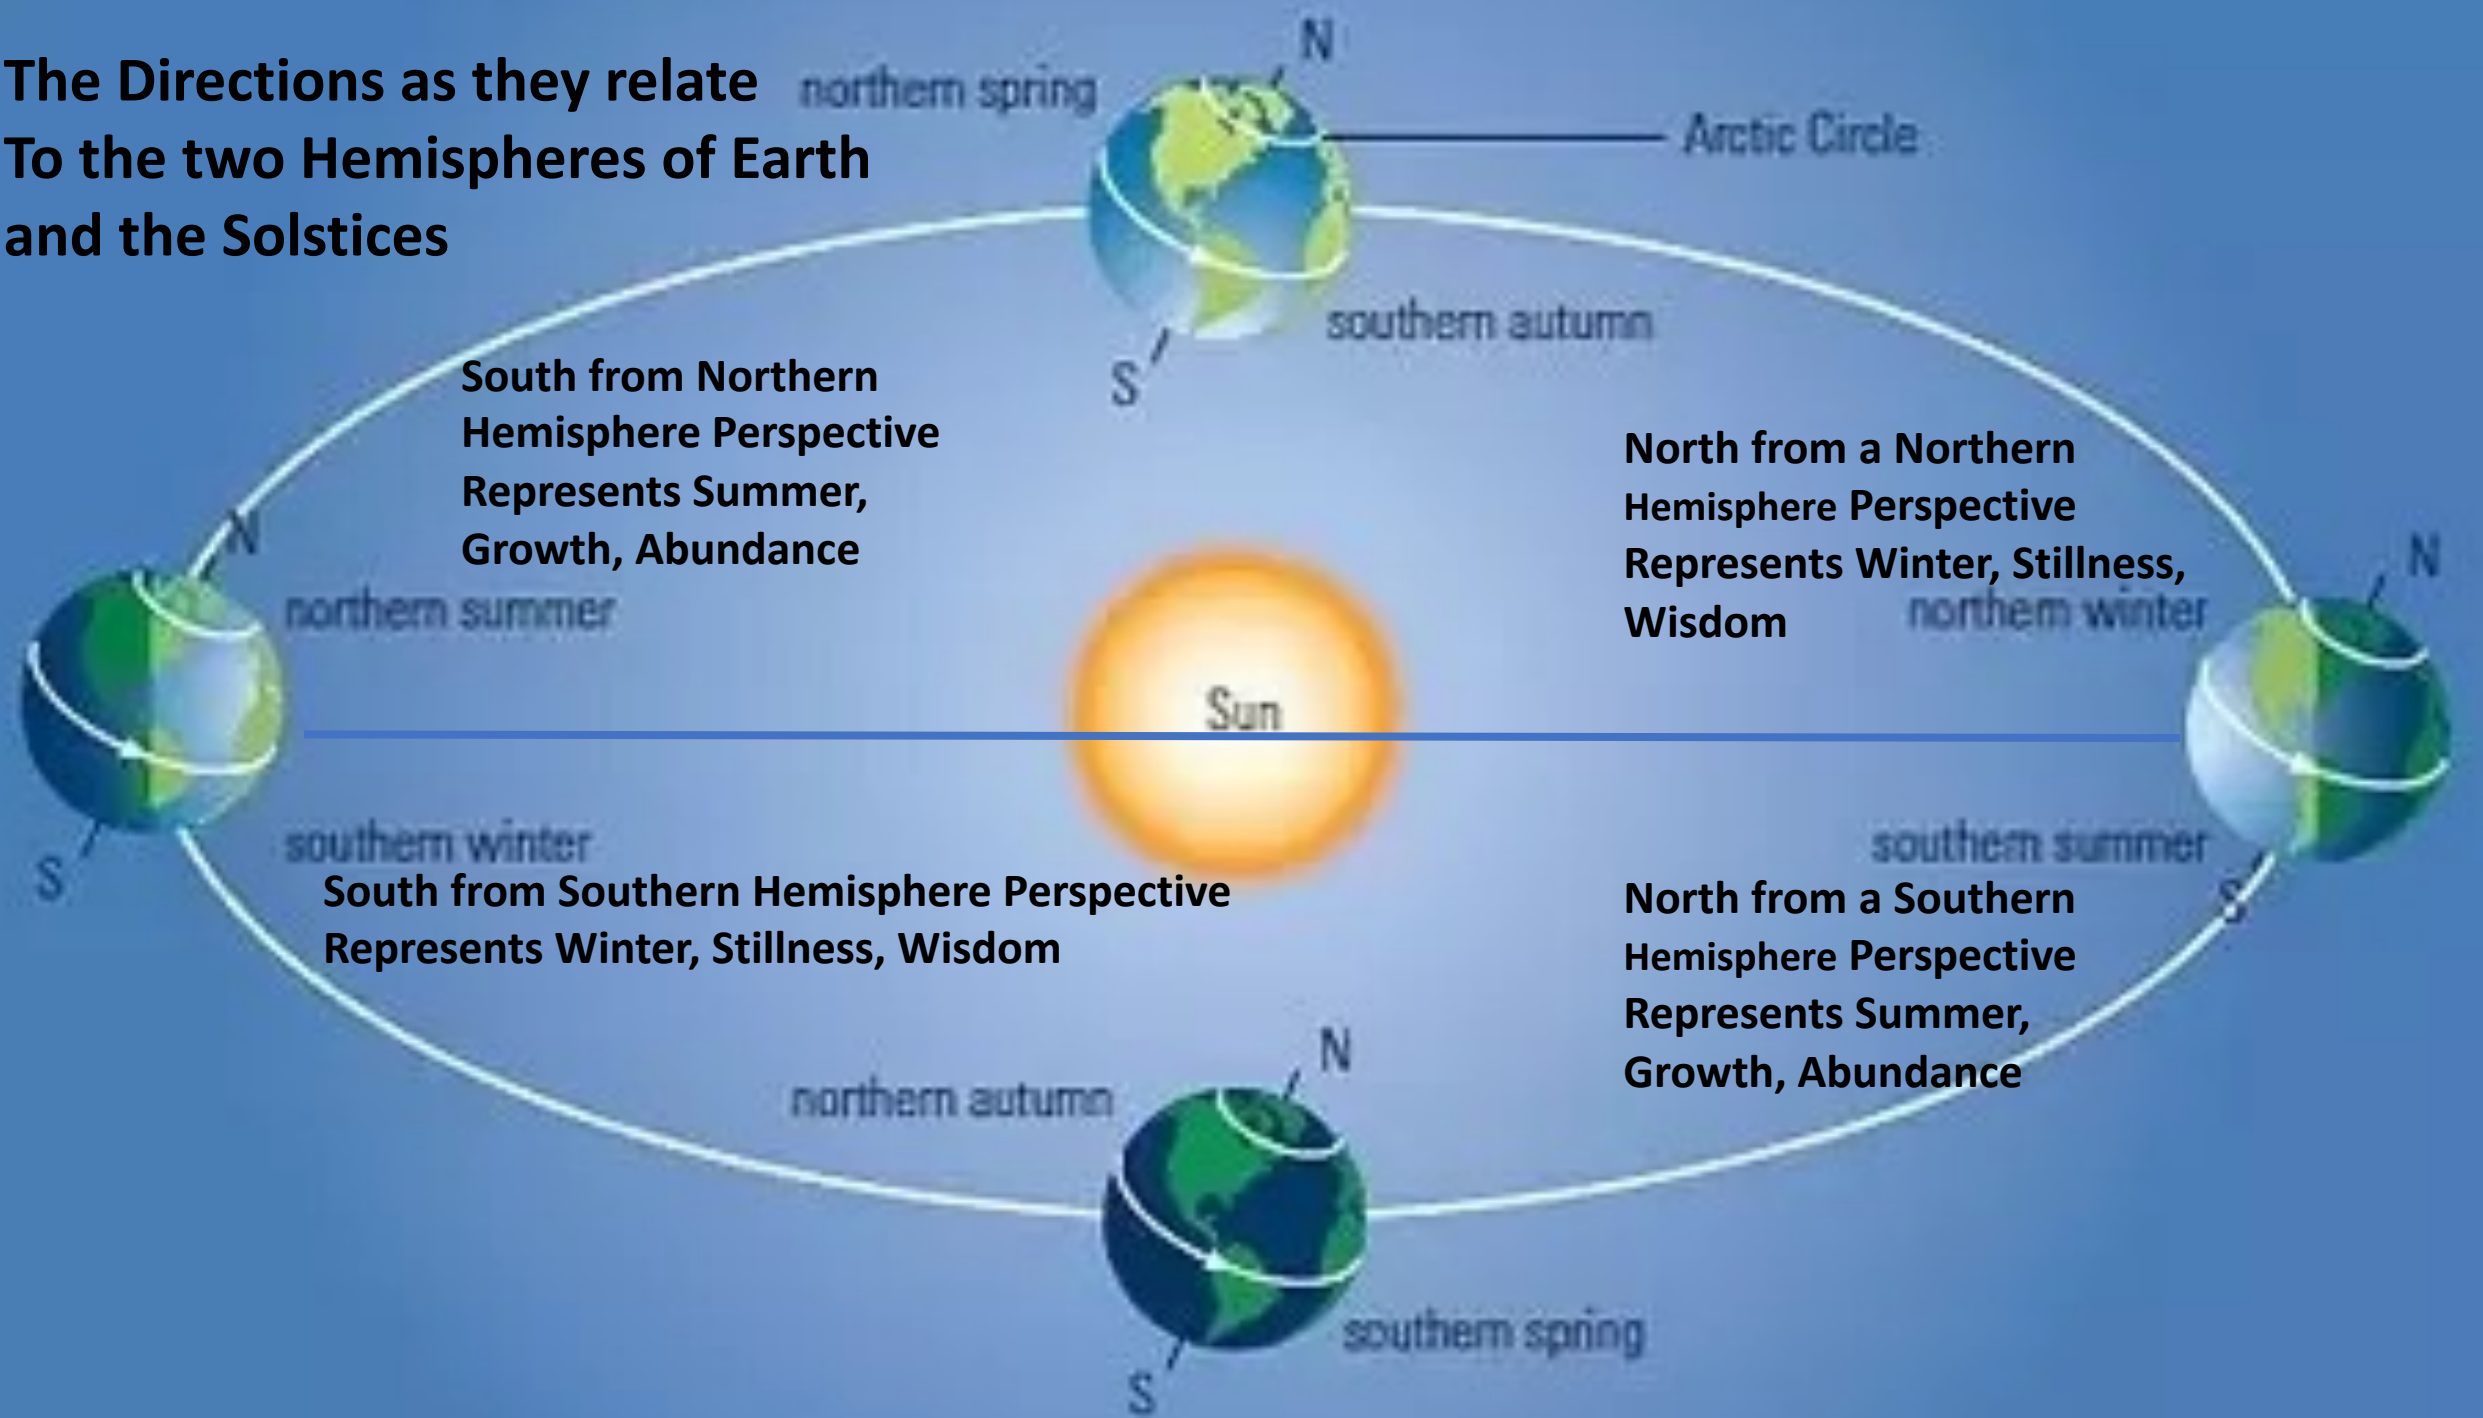 The Directions as they relate
To the two Hemispheres of Earth
and the Solstices
N
northern spring
Arctic Circle
southern autumn
S
South from Northern
Hemisphere Perspective
Represents Summer,
Growth, Abundance
North from a Northern
Hemisphere Perspective
Represents Winter, Stillness,
Wisdom
N
northern summer
northern winter
N
Sun
southern winter
S
southern summer
S
South from Southern Hemisphere Perspective
Represents Winter, Stillness, Wisdom
North from a Southern
Hemisphere Perspective
Represents Summer,
Growth, Abundance
N
northern autumn
southern spring
S